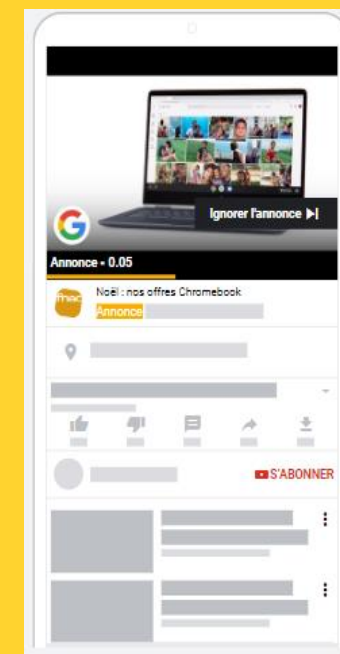 Ignorer l'annonce
Annonce - 0.05
fnac
Noël : nos offres Chromebook
Annonce
S'ABONNER